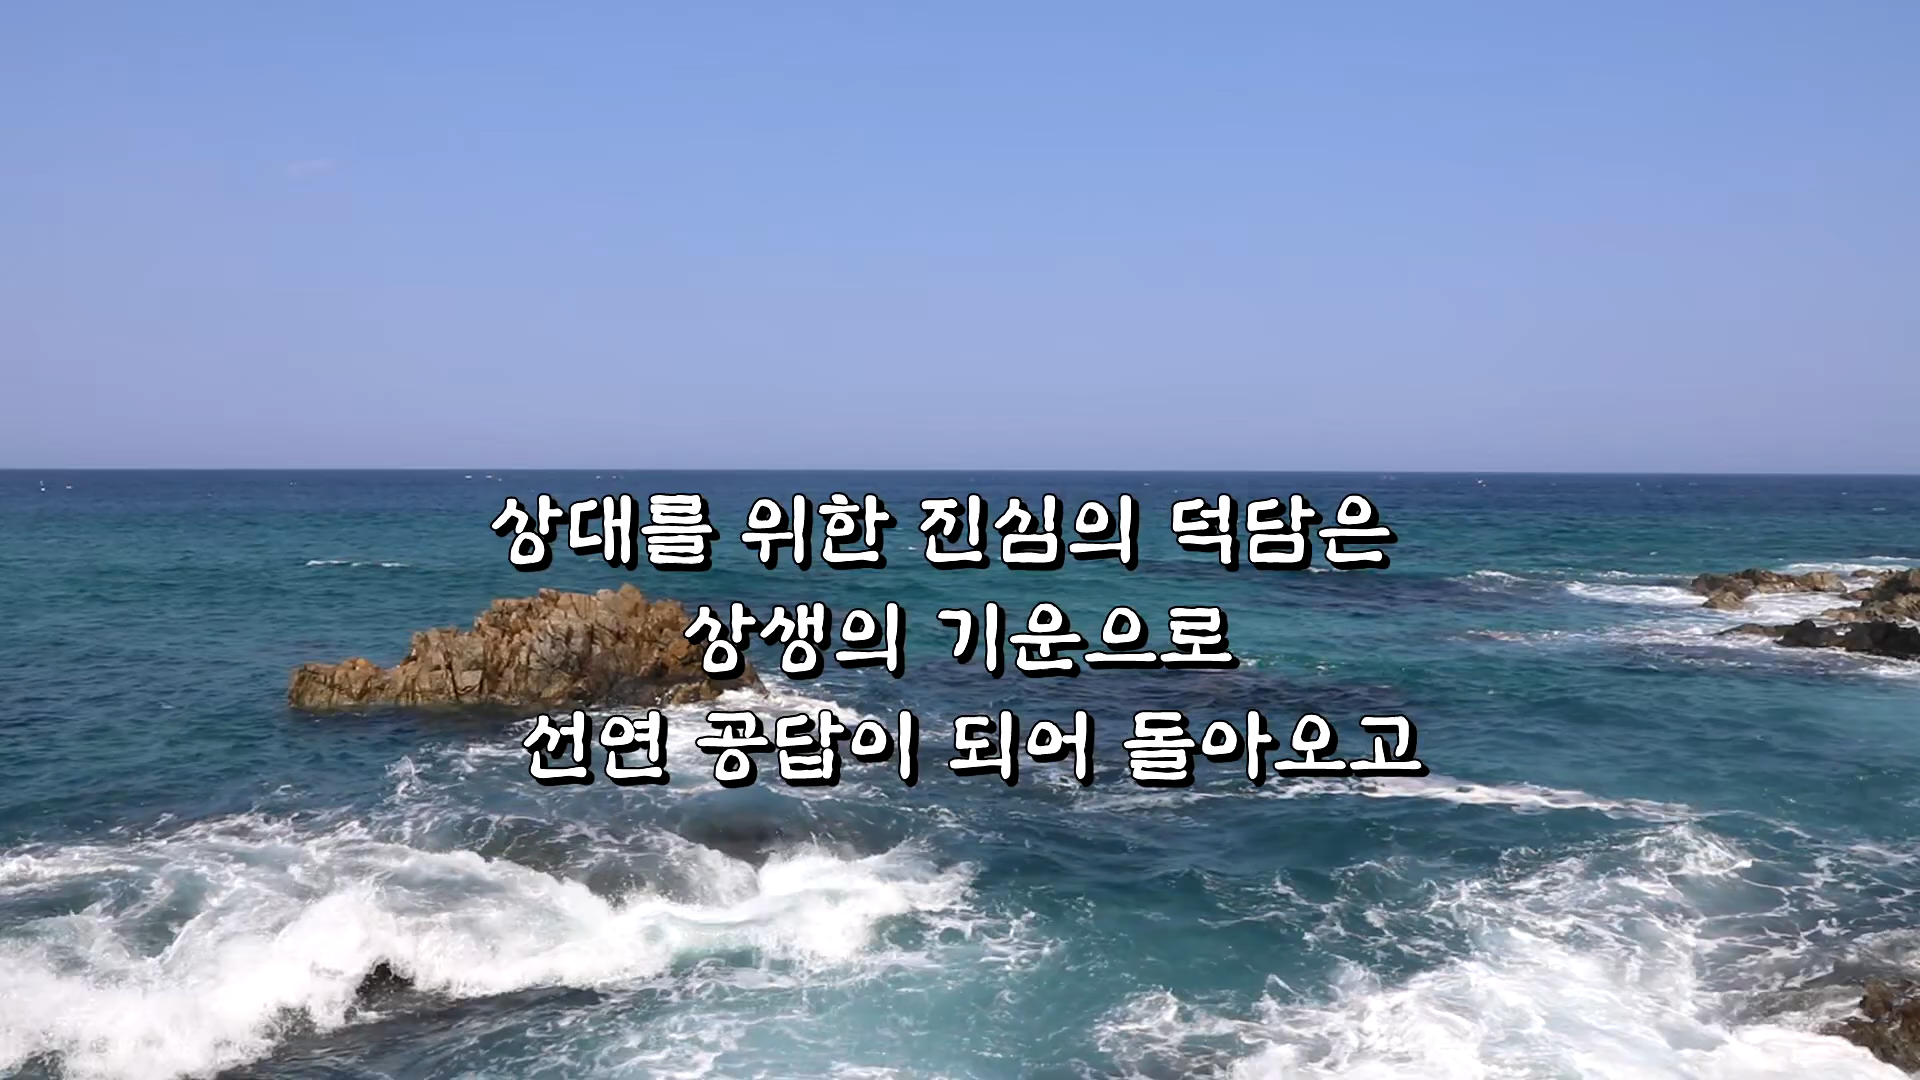 상대를 위한 진심의 덕담은
상생의 기운으로
선연 공답이 되어 돌아오고